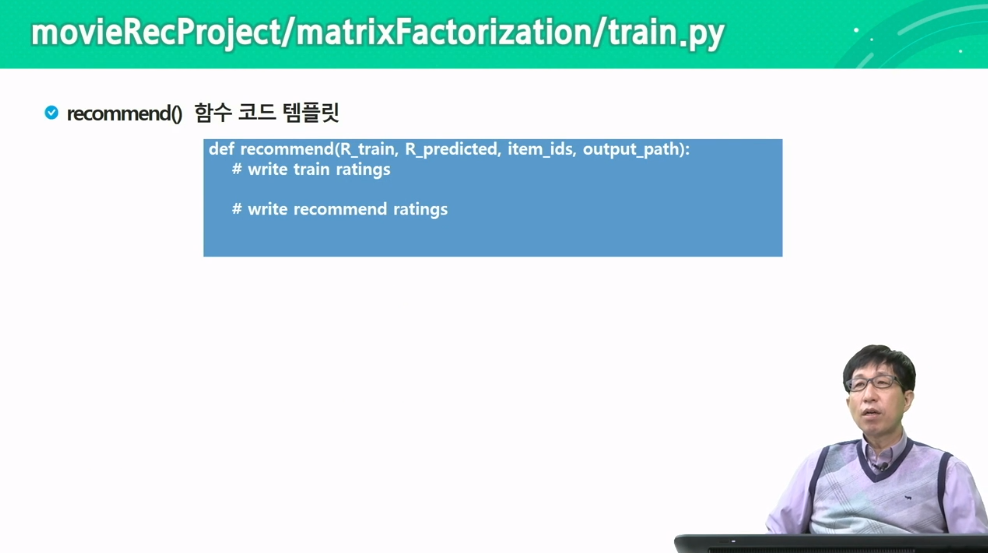 movieRecProject/matrixFactorization/train.py
recommend() 함수 코드 템플릿
def recommend(R_train, R_predicted, item_ids, output_path):
# write train ratings
# write recommend ratings